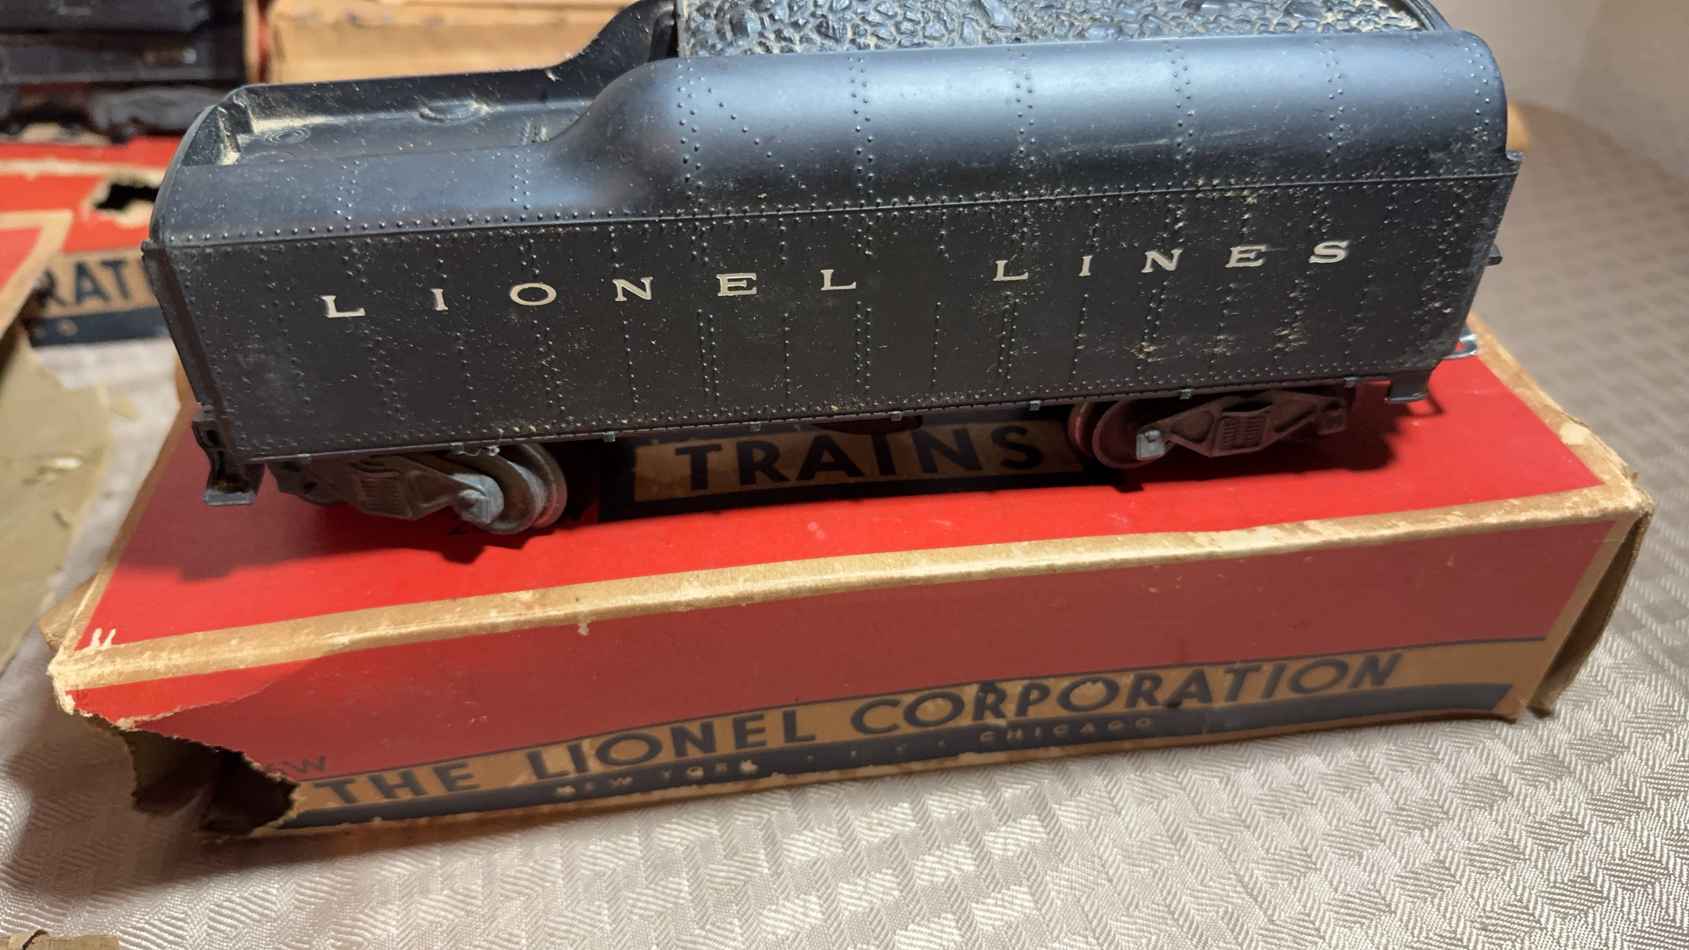 LIONEL LINES
RAT
TRAINS
THE LIONEL CORPORATION
NEW YORK CHICAGO